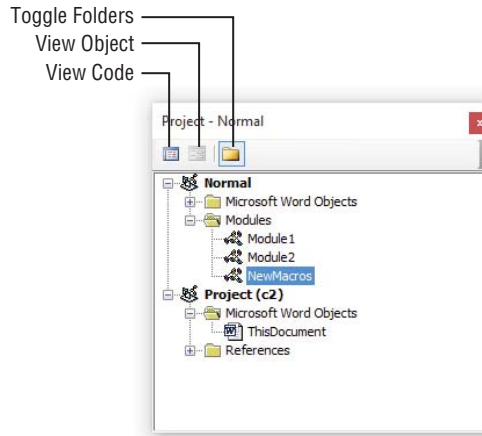 Toggle Folders
View Object
View Code
Project - Normal
x
Normal
Microsoft Word Objects
Modules
Module1
Module2
NewMacros
Project (c2)
Microsoft Word Objects
ThisDocument
References